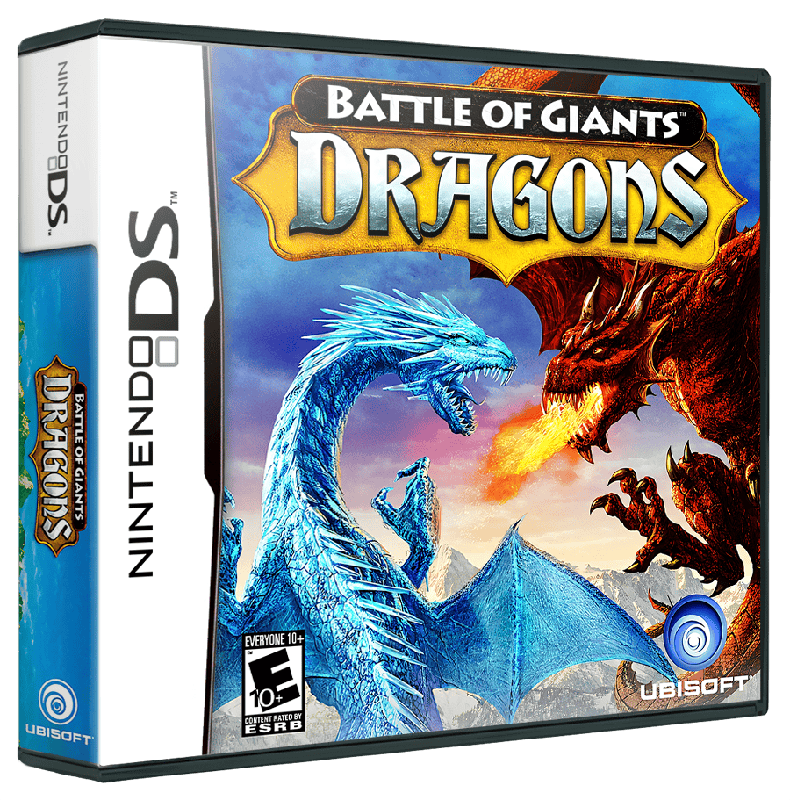 NINTENDO DS™
BATTLE OF GIANTS
DRAGONS
UBISOFT
NINTENDO DS™
BATTLE OF GIANTS™
DRAGONS
EVERYONE 10+
E
10+
CONTENT RATED BY
ESRB
UBISOFT